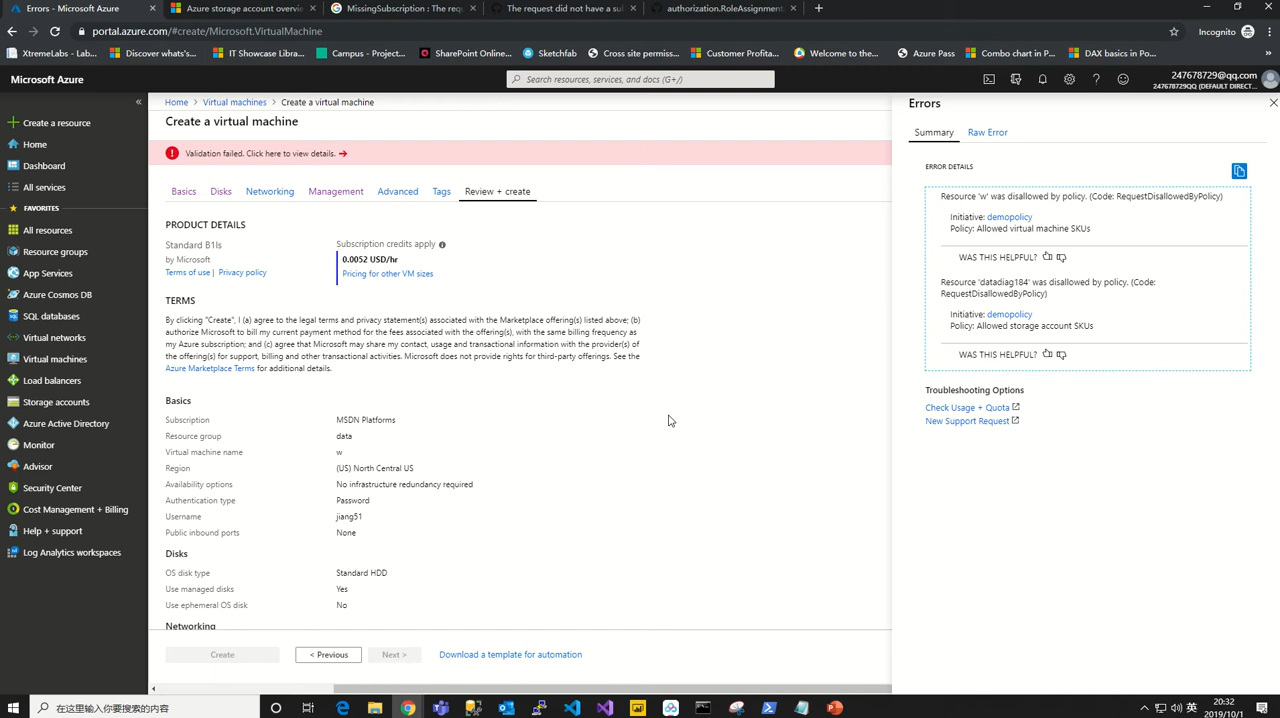 Errors - Microsoft Azure
Azure storage account overvie
MissingSubscription : The requ
The request did not have a sub
authorization.RoleAssignment
portal.azure.com/#create/Microsoft.VirtualMachine
Incognito
XtremeLabs - Labs
Discover what's...
IT Showcase Librar...
Campus - Project...
SharePoint Online...
Sketchfab
Cross site permiss...
Customer Profita...
Welcome to the...
Azure Pass
Combo chart in P...
DAX basics in Po...
Microsoft Azure
Search resources, services, and docs (G+/)
247678729@qq.com
247678729QQ (DEFAULT DIRECT...
Create a resource
Home
Dashboard
All services
FAVORITES
All resources
Resource groups
App Services
Azure Cosmos DB
SQL databases
Virtual networks
Virtual machines
Load balancers
Storage accounts
Azure Active Directory
Monitor
Advisor
Security Center
Cost Management + Billing
Help + support
Log Analytics workspaces
Home > Virtual machines > Create a virtual machine
Create a virtual machine
Validation failed. Click here to view details. →
Basics Disks Networking Management Advanced Tags Review + create
PRODUCT DETAILS
Standard B1ls
by Microsoft
Terms of use | Privacy policy
Subscription credits apply
0.0052 USD/hr
Pricing for other VM sizes
TERMS
By clicking "Create", I (a) agree to the legal terms and privacy statement(s) associated with the Marketplace offering(s) listed above; (b)
authorize Microsoft to bill my current payment method for the fees associated with the offering(s), with the same billing frequency as
my Azure subscription; and (c) agree that Microsoft may share my contact, usage and transactional information with the provider(s) of
the offering(s) for support, billing and other transactional activities. Microsoft does not provide rights for third-party offerings. See the
Azure Marketplace Terms for additional details.
Basics
Subscription MSDN Platforms
Resource group data
Virtual machine name w
Region (US) North Central US
Availability options No infrastructure redundancy required
Authentication type Password
Username jiang51
Public inbound ports None
Disks
OS disk type Standard HDD
Use managed disks Yes
Use ephemeral OS disk No
Networking
Create < Previous Next > Download a template for automation
Errors
Summary Raw Error
ERROR DETAILS
Resource 'w' was disallowed by policy. (Code: RequestDisallowedByPolicy)
Initiative: demopolicy
Policy: Allowed virtual machine SKUs
WAS THIS HELPFUL?
Resource 'datadiag184' was disallowed by policy. (Code:
RequestDisallowedByPolicy)
Initiative: demopolicy
Policy: Allowed storage account SKUs
WAS THIS HELPFUL?
Troubleshooting Options
Check Usage + Quota
New Support Request
在这里输入你要搜索的内容
英
20:32
2019/10/1